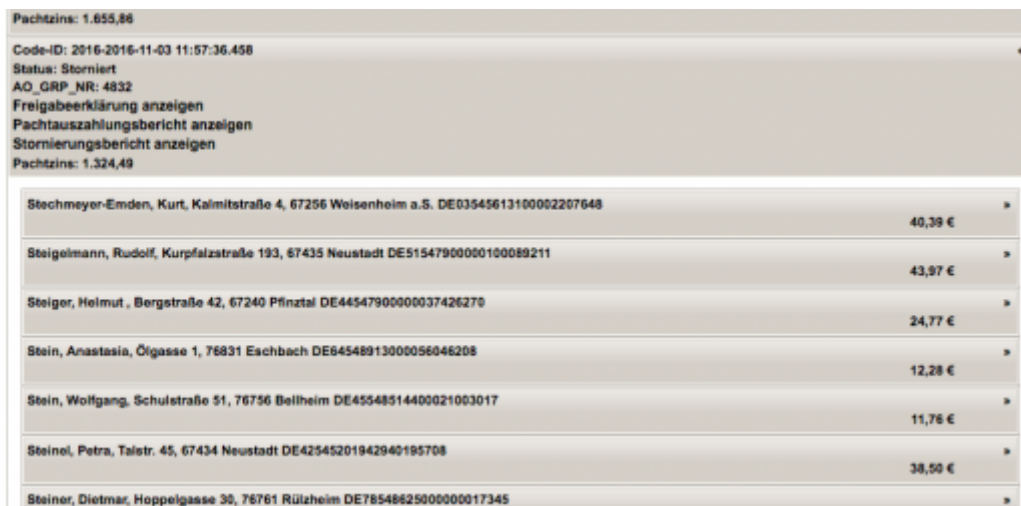 Pachtzins: 1.655,86
Code-ID: 2016-2016-11-03 11:57:36.458
Status: Storniert
AO_GRP_NR: 4832
Freigabeerklärung anzeigen
Pachtauszahlungsbericht anzeigen
Stornierungsbericht anzeigen
Pachtzins: 1.324,49
Stechmeyer-Emden, Kurt, Kalmitstraße 4, 67256 Weisenheim a.S. DE03545613100002207648 »
40,39 €
Steigelmann, Rudolf, Kurpfalzstraße 193, 67435 Neustadt DE51547900000100089211 »
43,97 €
Steiger, Helmut , Bergstraße 42, 67240 Pfinztal DE44547900000037426270 »
24,77 €
Stein, Anastasia, Ölgasse 1, 76831 Eschbach DE64548913000056046208 »
12,28 €
Stein, Wolfgang, Schulstraße 51, 76756 Bellheim DE45548514400021003017 »
11,76 €
Steinel, Petra, Talstr. 45, 67434 Neustadt DE42545201942940195708 »
38,50 €
Steiner, Dietmar, Hoppelgasse 30, 76761 Rülzheim DE78548625000000017345 »